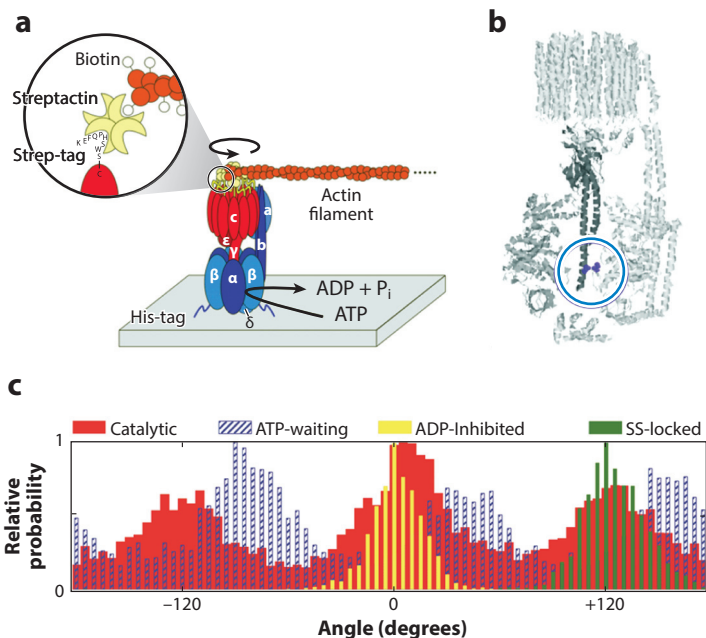 a
Biotin
Streptactin
Strep-tag
K E F Q P H
S
W
S
C
Actin
filament
c
a
ε
γ
b
β
α
β
ADP + Pi
ATP
His-tag
δ
b
c
Catalytic
ATP-waiting
ADP-Inhibited
SS-locked
Relative
probability
1
0
−120
0
+120
Angle (degrees)